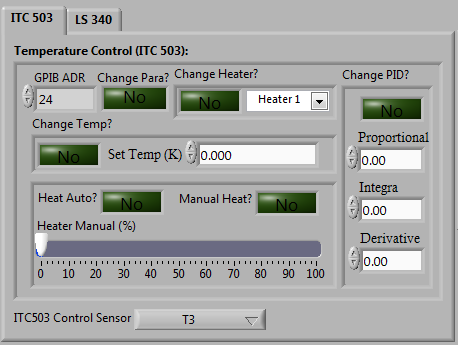 ITC 503 LS 340
Temperature Control (ITC 503):
GPIB ADR Change Para? Change Heater? Change PID?
24 No No Heater 1 No
Change Temp?
No Set Temp (K) 0.000
Proportional
0.00
Heat Auto? No Manual Heat? No
Integra
0.00
Heater Manual (%)
0 10 20 30 40 50 60 70 80 90 100
Derivative
0.00
ITC503 Control Sensor T3